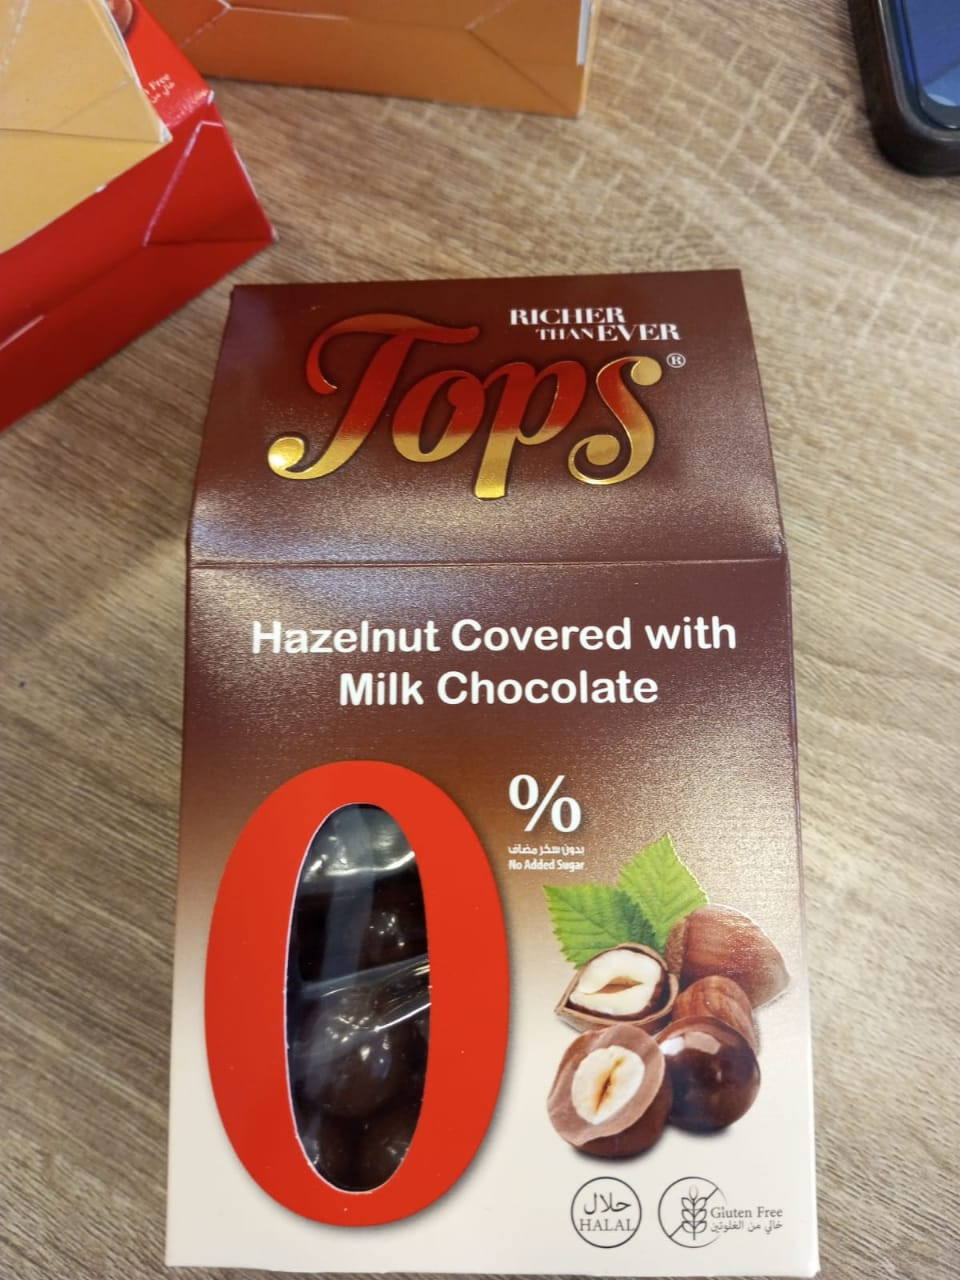 RICHER
THAN EVER
Tops®
Hazelnut Covered with
Milk Chocolate
0%
بدون سكر مضاف
No Added Sugar
حلال
HALAL
Gluten Free
خالي من الغلوتين
Free